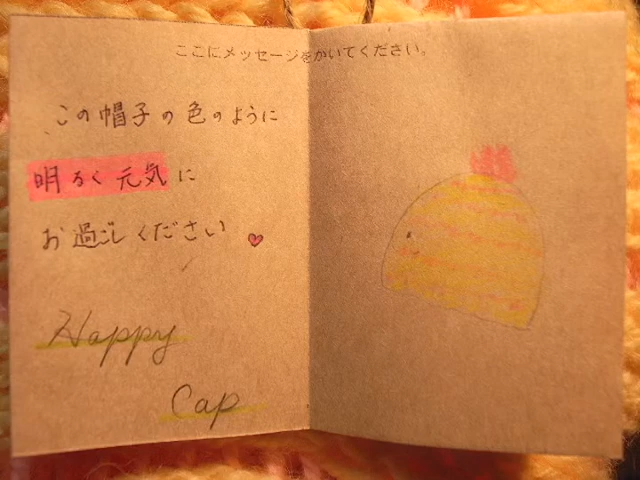 ここにメッセージをかいてください。
この帽子の色のように
明るく元気に
お過ごしください
Happy
Cap